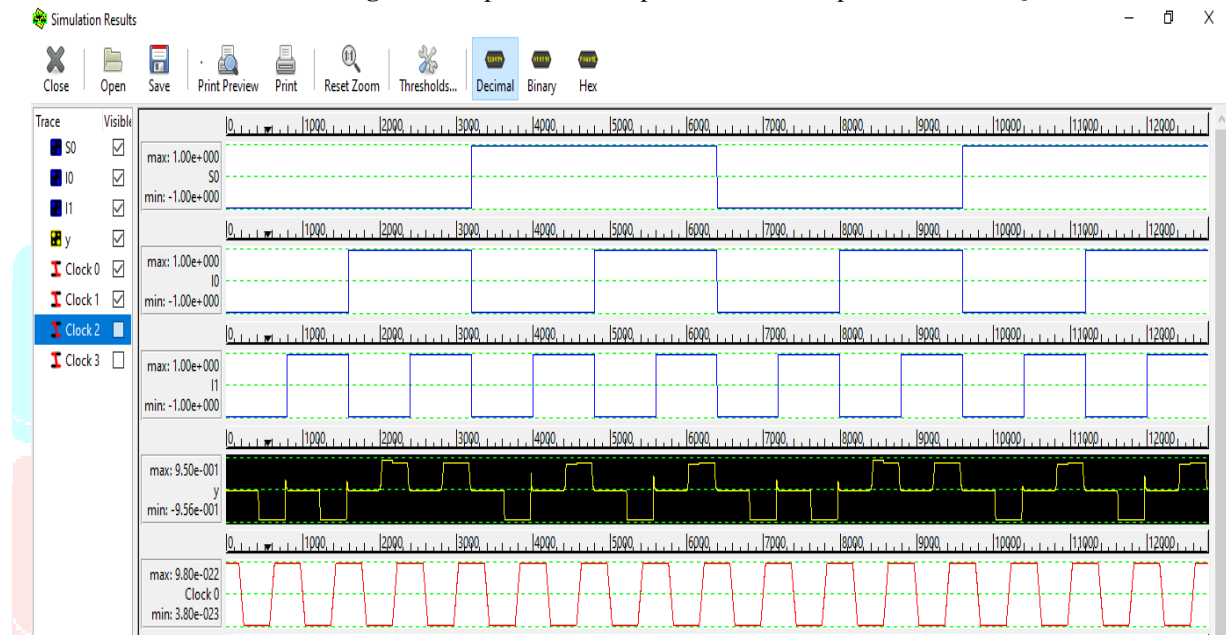 Simulation Results
Close Open Save Print Preview Print Reset Zoom Thresholds... Decimal Binary Hex
Trace Visible
S0
I0
I1
y
Clock 0
Clock 1
Clock 2
Clock 3
0 1000 2000 3000 4000 5000 6000 7000 8000 9000 10000 11000 12000
max: 1.00e+000
S0
min: -1.00e+000
0 1000 2000 3000 4000 5000 6000 7000 8000 9000 10000 11000 12000
max: 1.00e+000
I0
min: -1.00e+000
0 1000 2000 3000 4000 5000 6000 7000 8000 9000 10000 11000 12000
max: 1.00e+000
I1
min: -1.00e+000
0 1000 2000 3000 4000 5000 6000 7000 8000 9000 10000 11000 12000
max: 9.50e-001
y
min: -9.56e-001
0 1000 2000 3000 4000 5000 6000 7000 8000 9000 10000 11000 12000
max: 9.80e-022
Clock 0
min: 3.80e-023